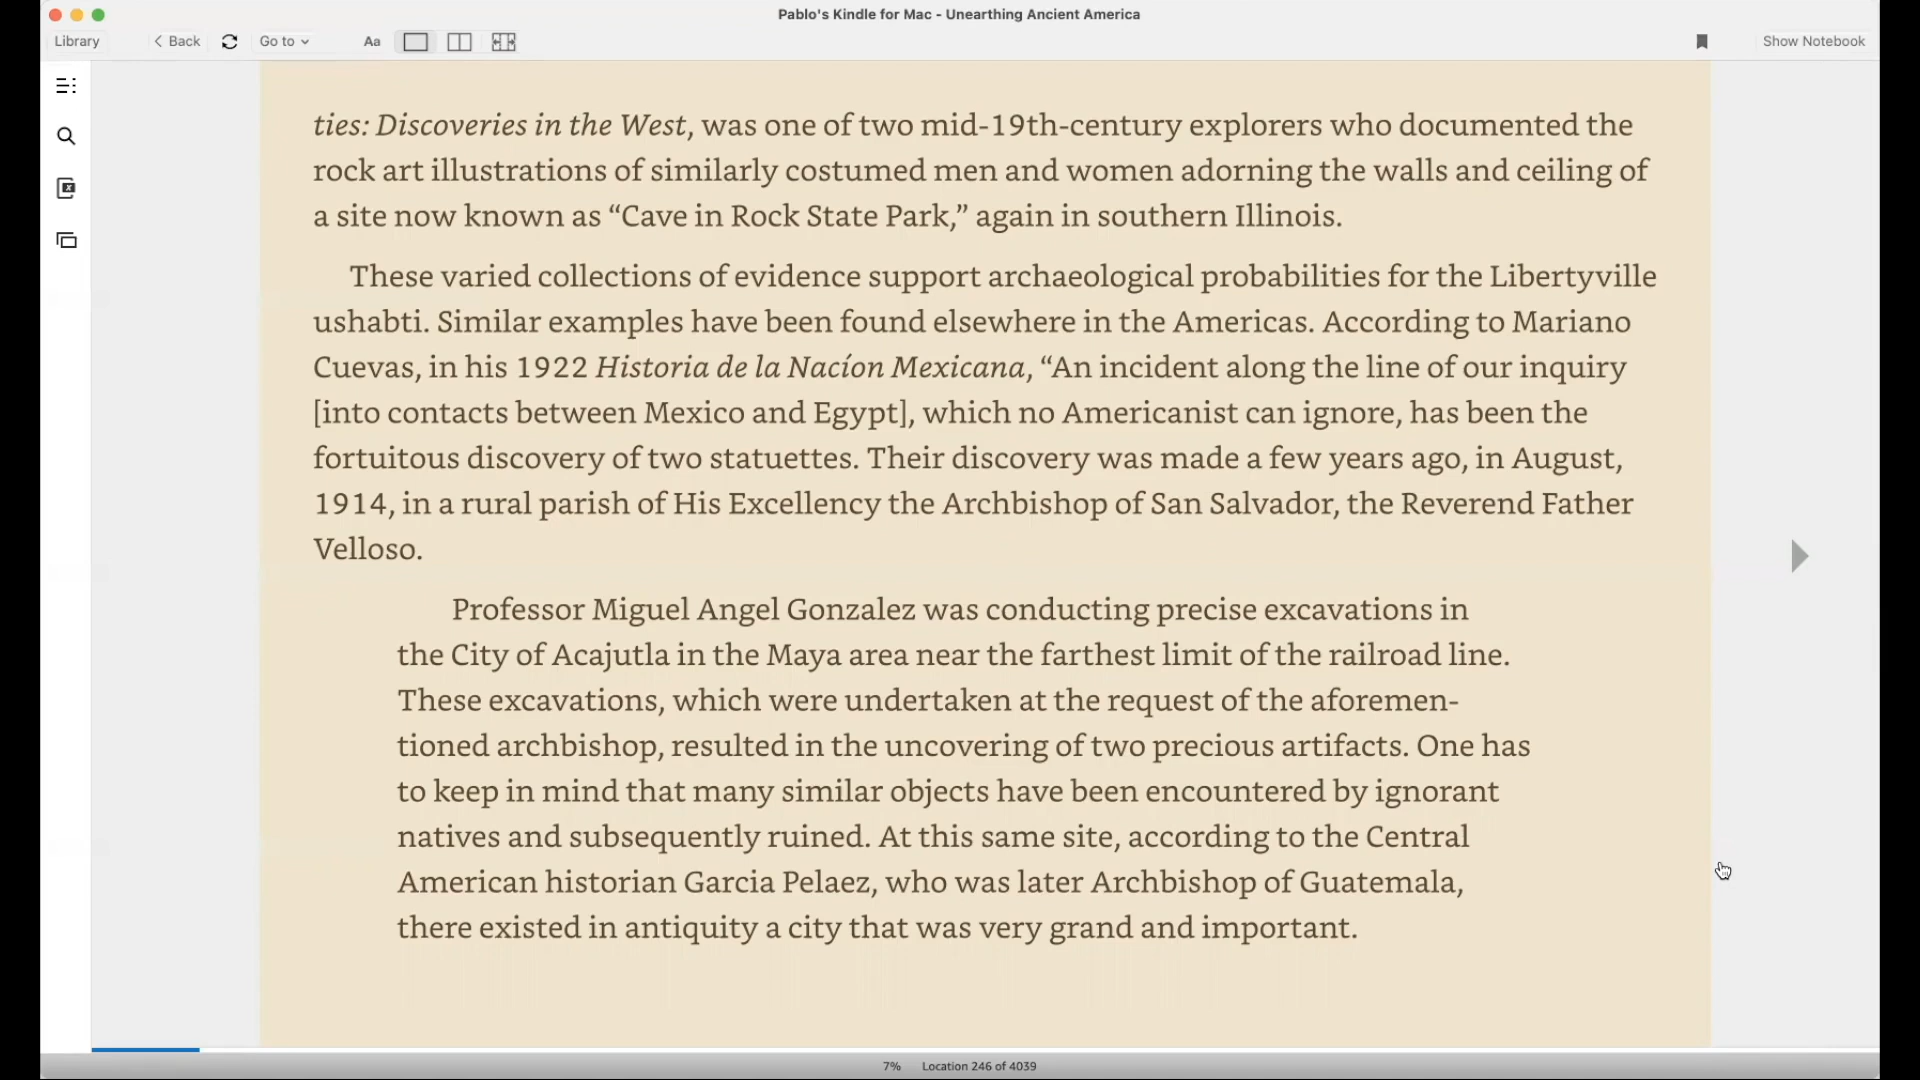 Pablo's Kindle for Mac - Unearthing Ancient America
Library
Back
Go to
Aa
Show Notebook
ties: Discoveries in the West, was one of two mid-19th-century explorers who documented the
rock art illustrations of similarly costumed men and women adorning the walls and ceiling of
a site now known as “Cave in Rock State Park,” again in southern Illinois.
These varied collections of evidence support archaeological probabilities for the Libertyville
ushabti. Similar examples have been found elsewhere in the Americas. According to Mariano
Cuevas, in his 1922 Historia de la Nacíon Mexicana, “An incident along the line of our inquiry
[into contacts between Mexico and Egypt], which no Americanist can ignore, has been the
fortuitous discovery of two statuettes. Their discovery was made a few years ago, in August,
1914, in a rural parish of His Excellency the Archbishop of San Salvador, the Reverend Father
Velloso.
Professor Miguel Angel Gonzalez was conducting precise excavations in
the City of Acajutla in the Maya area near the farthest limit of the railroad line.
These excavations, which were undertaken at the request of the aforemen-
tioned archbishop, resulted in the uncovering of two precious artifacts. One has
to keep in mind that many similar objects have been encountered by ignorant
natives and subsequently ruined. At this same site, according to the Central
American historian Garcia Pelaez, who was later Archbishop of Guatemala,
there existed in antiquity a city that was very grand and important.
7% Location 246 of 4039